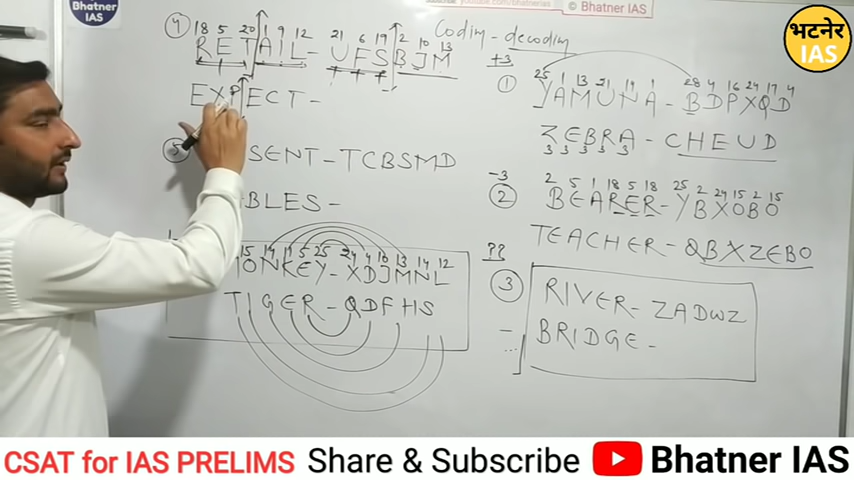 Bhatner
IAS
© Bhatner IAS
भटनेर
IAS
Coding - decoding
4
18 5 20 1 9 12 21 6 19 2 10 13
RETAIL - UFSBJM
EXPECT -
5
SENT - TCBSMD
BLES -
15 14 11 5 25 24 4 10 13 14 12
MONKEY - XDJMNL
TIGER - QDFHS
+3
1
25 1 13 21 14 1 28 4 16 24 17 4
YAMUNA - BDPXQD
ZEBRA - CHEUD
3 3 3 3 3
-3
2
2 5 1 18 5 18 25 2 24 15 2 15
BEARER - YBXOBO
TEACHER - QBXZEBO
??
3
RIVER - ZADWZ
BRIDGE -
CSAT for IAS PRELIMS Share & Subscribe Bhatner IAS